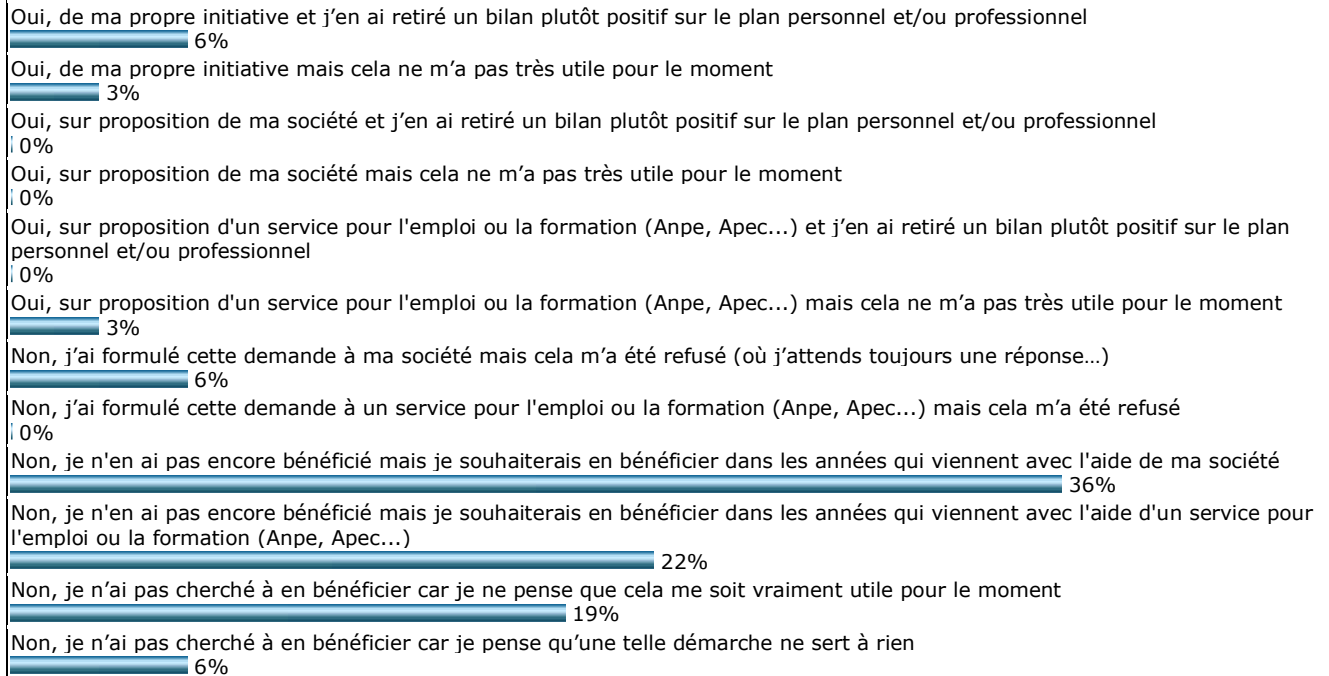 Oui, de ma propre initiative et j’en ai retiré un bilan plutôt positif sur le plan personnel et/ou professionnel
6%
Oui, de ma propre initiative mais cela ne m’a pas très utile pour le moment
3%
Oui, sur proposition de ma société et j’en ai retiré un bilan plutôt positif sur le plan personnel et/ou professionnel
0%
Oui, sur proposition de ma société mais cela ne m’a pas très utile pour le moment
0%
Oui, sur proposition d'un service pour l'emploi ou la formation (Anpe, Apec...) et j’en ai retiré un bilan plutôt positif sur le plan
personnel et/ou professionnel
0%
Oui, sur proposition d'un service pour l'emploi ou la formation (Anpe, Apec...) mais cela ne m’a pas très utile pour le moment
3%
Non, j’ai formulé cette demande à ma société mais cela m’a été refusé (où j’attends toujours une réponse…)
6%
Non, j’ai formulé cette demande à un service pour l'emploi ou la formation (Anpe, Apec...) mais cela m’a été refusé
0%
Non, je n'en ai pas encore bénéficié mais je souhaiterais en bénéficier dans les années qui viennent avec l'aide de ma société
36%
Non, je n'en ai pas encore bénéficié mais je souhaiterais en bénéficier dans les années qui viennent avec l'aide d'un service pour
l'emploi ou la formation (Anpe, Apec...)
22%
Non, je n’ai pas cherché à en bénéficier car je ne pense que cela me soit vraiment utile pour le moment
19%
Non, je n’ai pas cherché à en bénéficier car je pense qu’une telle démarche ne sert à rien
6%